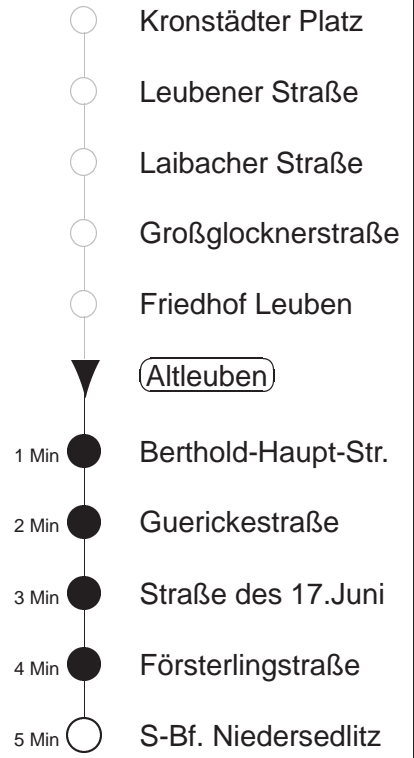 Kronstädter Platz
Leubener Straße
Laibacher Straße
Großglocknerstraße
Friedhof Leuben
Altleuben
1 Min Berthold-Haupt-Str.
2 Min Guerickestraße
3 Min Straße des 17.Juni
4 Min Försterlingstraße
5 Min S-Bf. Niedersedlitz